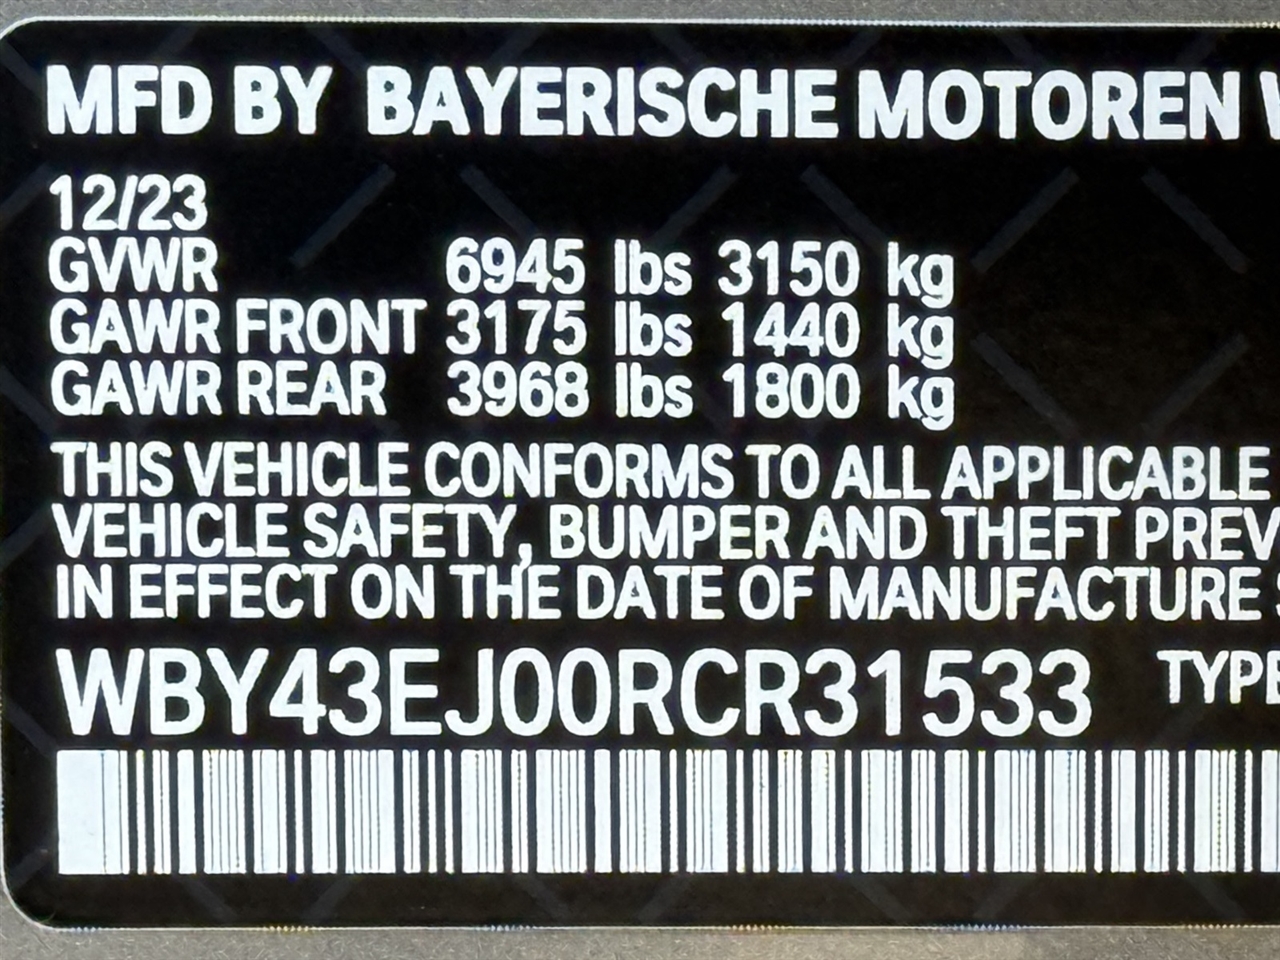 MFD BY BAYERISCHE MOTOREN
12/23
GVWR 6945 lbs 3150 kg
GAWR FRONT 3175 lbs 1440 kg
GAWR REAR 3968 lbs 1800 kg
THIS VEHICLE CONFORMS TO ALL APPLICABLE
VEHICLE SAFETY, BUMPER AND THEFT PREV
IN EFFECT ON THE DATE OF MANUFACTURE
WBY43EJ00RCR31533 TYPE